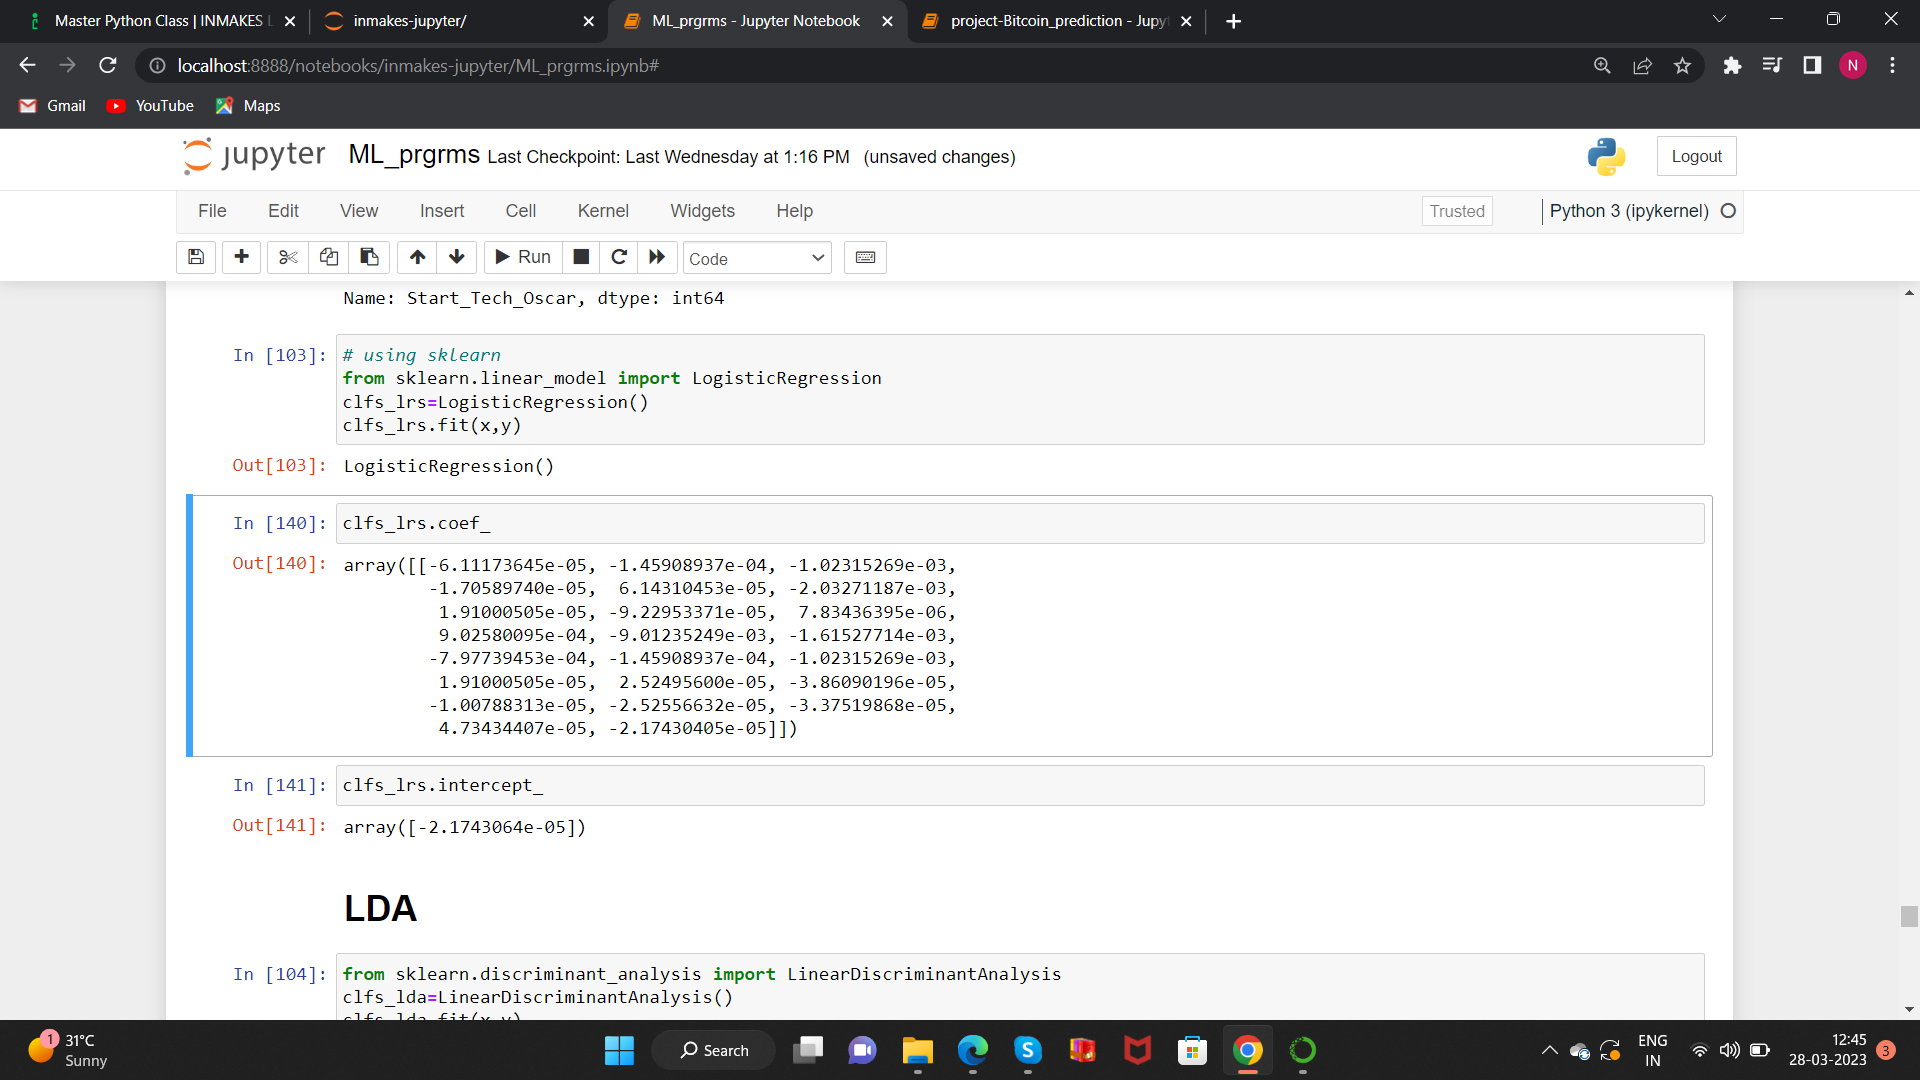 Master Python Class | INMAKES L
inmakes-jupyter/
ML_prgrms - Jupyter Notebook
project-Bitcoin_prediction - Jupyt
localhost:8888/notebooks/inmakes-jupyter/ML_prgrms.ipynb#
N
Gmail
YouTube
Maps
jupyter ML_prgrms Last Checkpoint: Last Wednesday at 1:16 PM (unsaved changes)
Logout
File Edit View Insert Cell Kernel Widgets Help
Trusted
Python 3 (ipykernel)
Run
Code
Name: Start_Tech_Oscar, dtype: int64
In [103]: # using sklearn
from sklearn.linear_model import LogisticRegression
clfs_lrs=LogisticRegression()
clfs_lrs.fit(x,y)
Out[103]: LogisticRegression()
In [140]: clfs_lrs.coef_
Out[140]: array([[-6.11173645e-05, -1.45908937e-04, -1.02315269e-03,
-1.70589740e-05, 6.14310453e-05, -2.03271187e-03,
1.91000505e-05, -9.22953371e-05, 7.83436395e-06,
9.02580095e-04, -9.01235249e-03, -1.61527714e-03,
-7.97739453e-04, -1.45908937e-04, -1.02315269e-03,
1.91000505e-05, 2.52495600e-05, -3.86090196e-05,
-1.00788313e-05, -2.52556632e-05, -3.37519868e-05,
4.73434407e-05, -2.17430405e-05]])
In [141]: clfs_lrs.intercept_
Out[141]: array([-2.1743064e-05])
LDA
In [104]: from sklearn.discriminant_analysis import LinearDiscriminantAnalysis
clfs_lda=LinearDiscriminantAnalysis()
clfs_lda.fit(x,y)
1
31°C
Sunny
Search
ENG
IN
12:45
28-03-2023
3